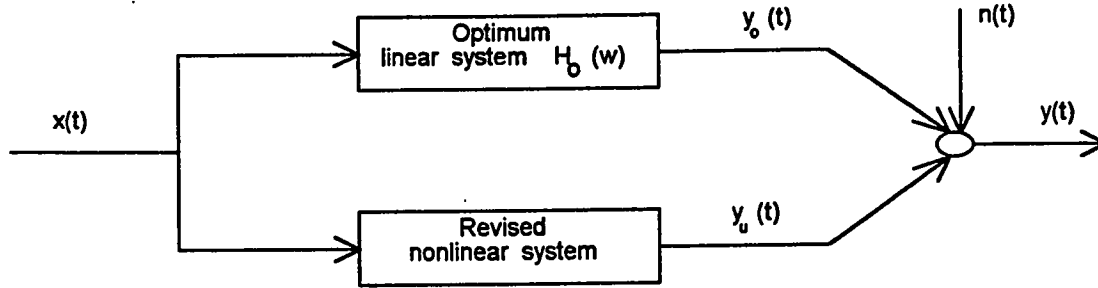 Optimum
linear system H_o (w)
y_o (t)
n(t)
x(t)
y(t)
Revised
nonlinear system
y_u (t)